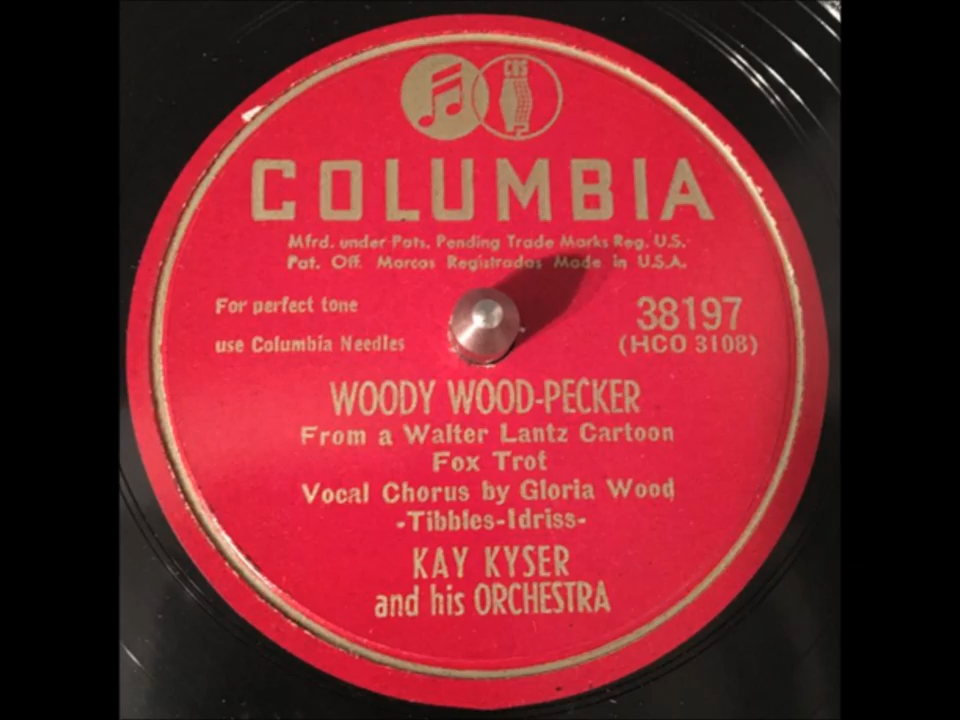 CBS
COLUMBIA
Mfrd. under Pats. Pending Trade Marks Reg. U.S.
Pat. Off. Marcas Registradas Made in U.S.A.
For perfect tone
use Columbia Needles
38197
(HCO 3108)
WOODY WOOD-PECKER
From a Walter Lantz Cartoon
Fox Trot
Vocal Chorus by Gloria Wood
-Tibbles-Idriss-
KAY KYSER
and his ORCHESTRA